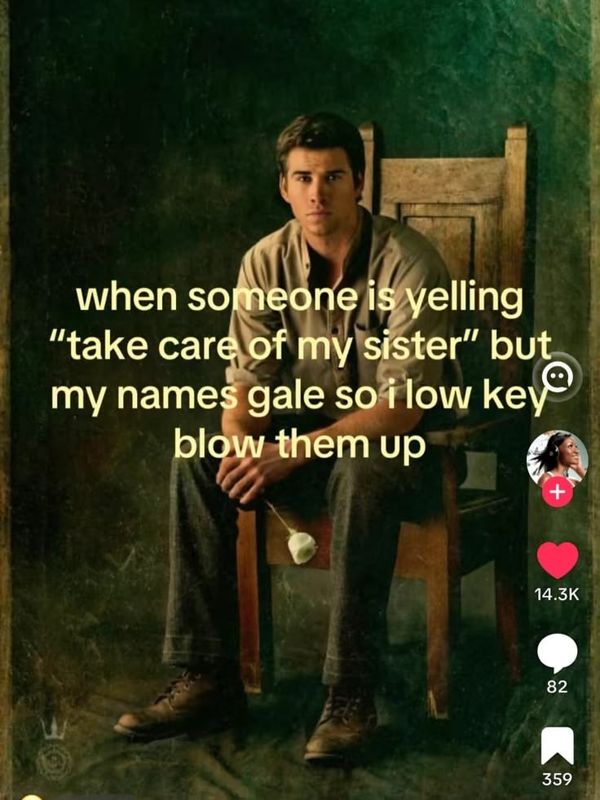 when someone is yelling
“take care of my sister” but
my names gale so i low key
blow them up
14.3K
82
359